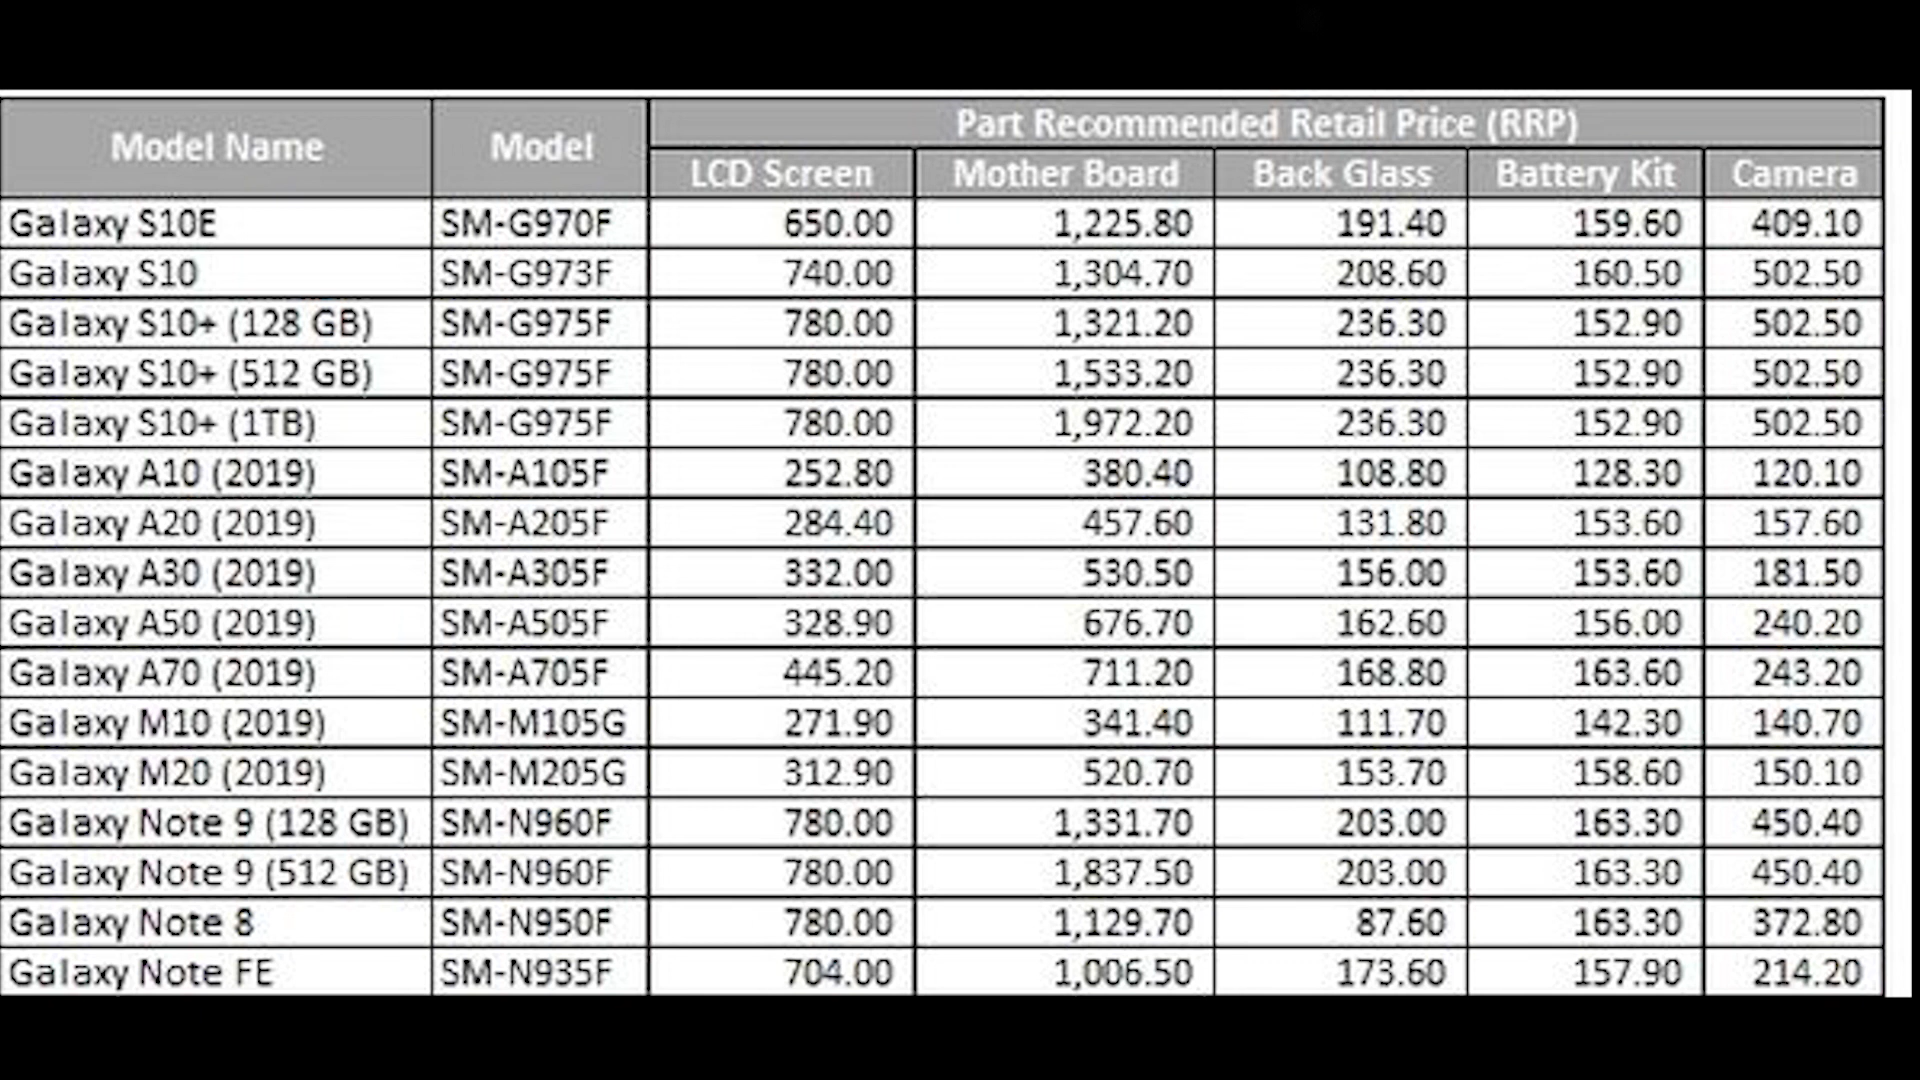 Model Name Model Part Recommended Retail Price (RRP)
LCD Screen Mother Board Back Glass Battery Kit Camera
Galaxy S10E SM-G970F 650.00 1,225.80 191.40 159.60 409.10
Galaxy S10 SM-G973F 740.00 1,304.70 208.60 160.50 502.50
Galaxy S10+ (128 GB) SM-G975F 780.00 1,321.20 236.30 152.90 502.50
Galaxy S10+ (512 GB) SM-G975F 780.00 1,533.20 236.30 152.90 502.50
Galaxy S10+ (1TB) SM-G975F 780.00 1,972.20 236.30 152.90 502.50
Galaxy A10 (2019) SM-A105F 252.80 380.40 108.80 128.30 120.10
Galaxy A20 (2019) SM-A205F 284.40 457.60 131.80 153.60 157.60
Galaxy A30 (2019) SM-A305F 332.00 530.50 156.00 153.60 181.50
Galaxy A50 (2019) SM-A505F 328.90 676.70 162.60 156.00 240.20
Galaxy A70 (2019) SM-A705F 445.20 711.20 168.80 163.60 243.20
Galaxy M10 (2019) SM-M105G 271.90 341.40 111.70 142.30 140.70
Galaxy M20 (2019) SM-M205G 312.90 520.70 153.70 158.60 150.10
Galaxy Note 9 (128 GB) SM-N960F 780.00 1,331.70 203.00 163.30 450.40
Galaxy Note 9 (512 GB) SM-N960F 780.00 1,837.50 203.00 163.30 450.40
Galaxy Note 8 SM-N950F 780.00 1,129.70 87.60 163.30 372.80
Galaxy Note FE SM-N935F 704.00 1,006.50 173.60 157.90 214.20